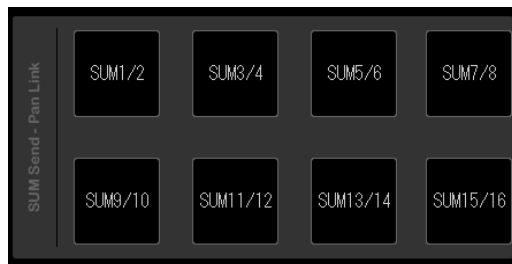 SUM Send - Pan Link
SUM1/2 SUM3/4 SUM5/6 SUM7/8
SUM9/10 SUM11/12 SUM13/14 SUM15/16